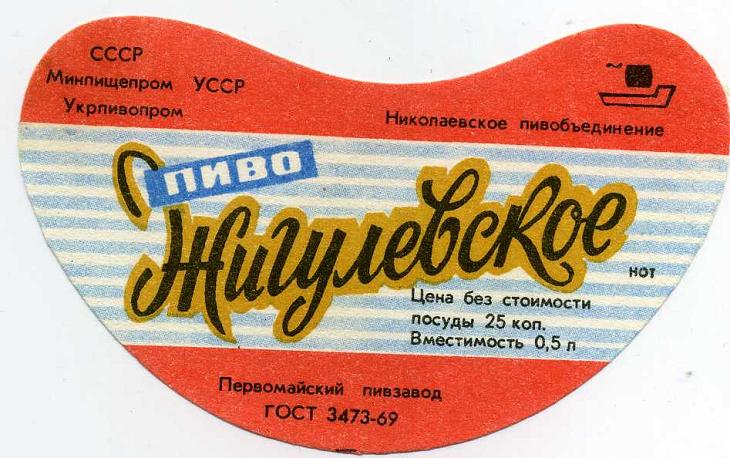 СССР
Минпищепром УССР
Укрпивопром
Николаевское пивобъединение
пиво
Жигулевское
нот
Цена без стоимости
посуды 25 коп.
Вместимость 0,5 л
Первомайский пивзавод
ГОСТ 3473-69